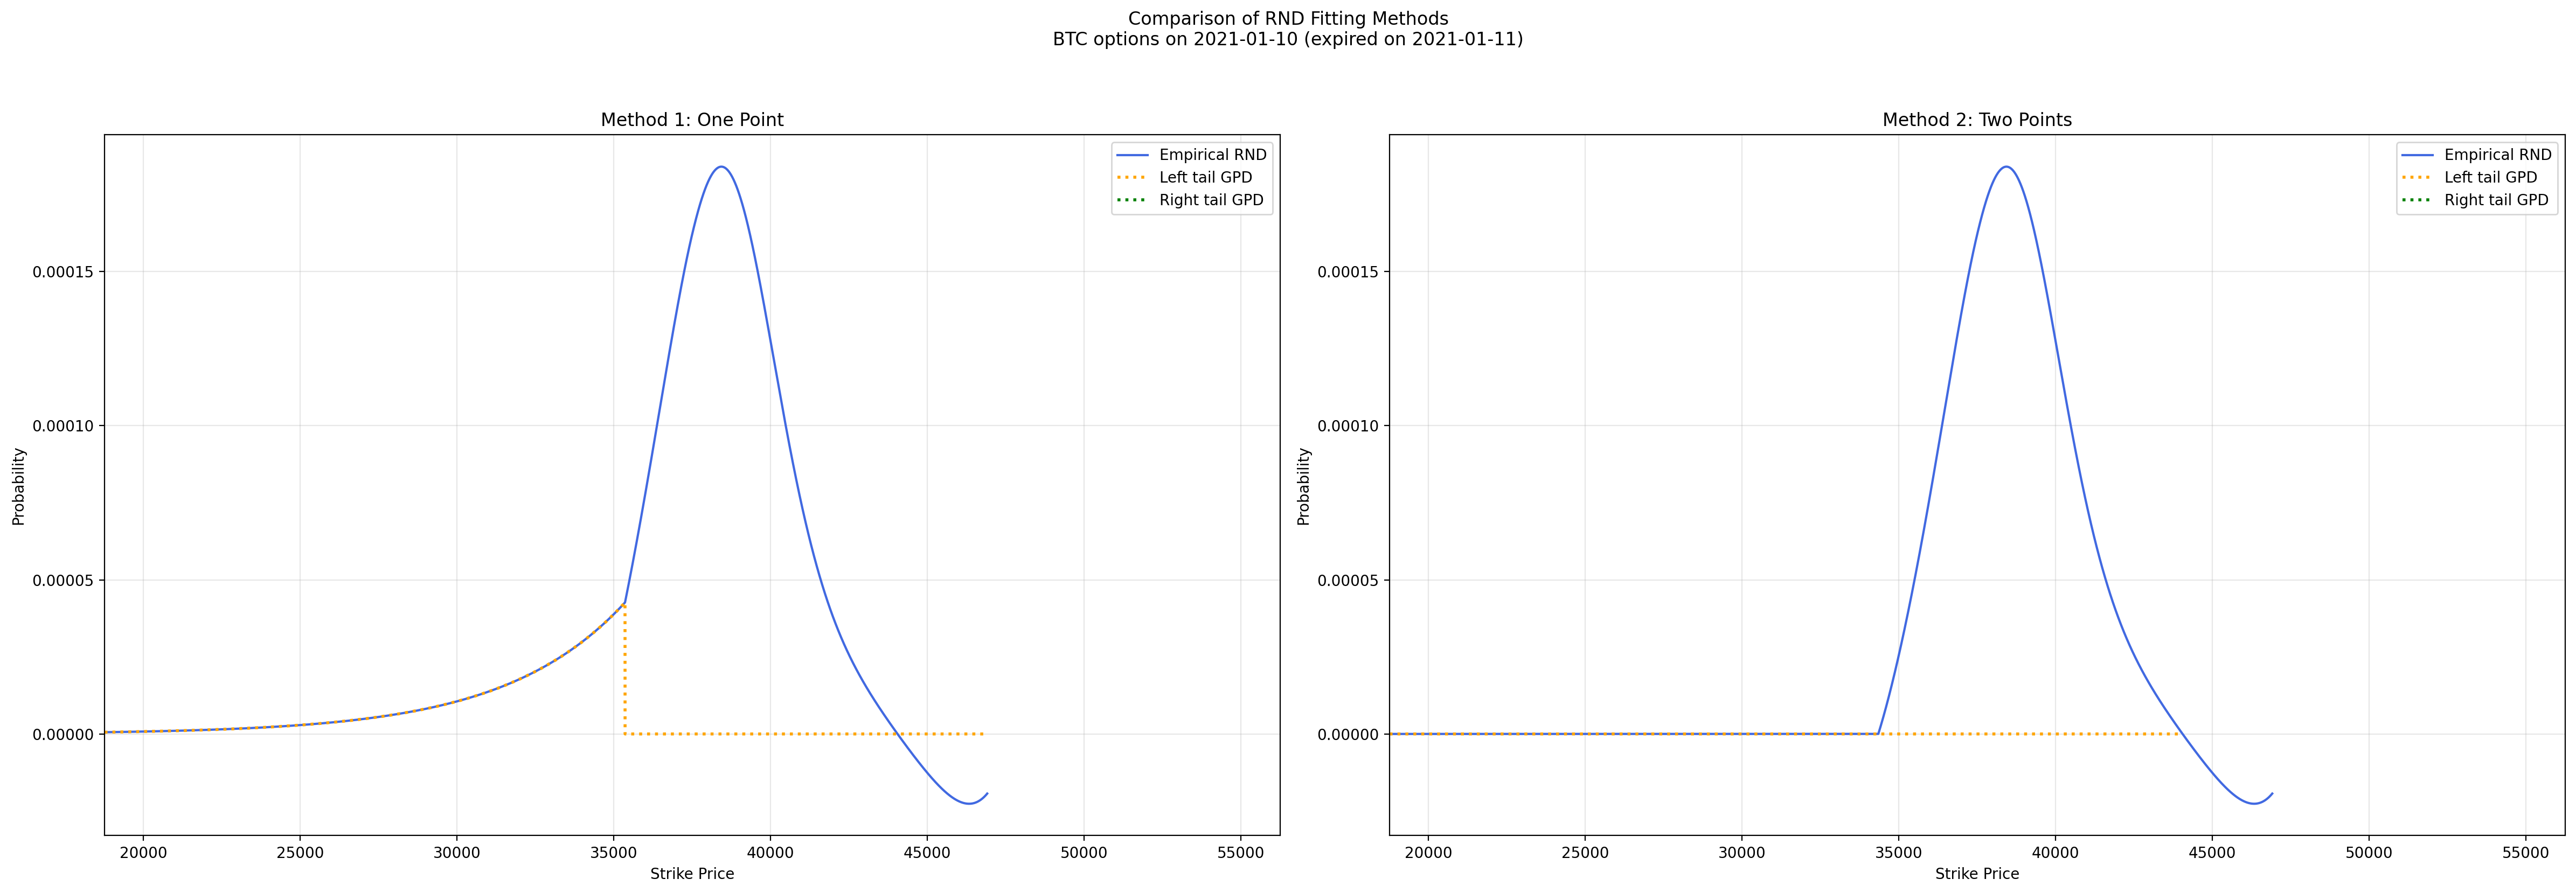 Comparison of RND Fitting Methods
BTC options on 2021-01-10 (expired on 2021-01-11)
Method 1: One Point
Empirical RND
Left tail GPD
Right tail GPD
0.00015
0.00010
0.00005
0.00000
Probability
20000 25000 30000 35000 40000 45000 50000 55000
Strike Price
Method 2: Two Points
Empirical RND
Left tail GPD
Right tail GPD
0.00015
0.00010
0.00005
0.00000
Probability
20000 25000 30000 35000 40000 45000 50000 55000
Strike Price